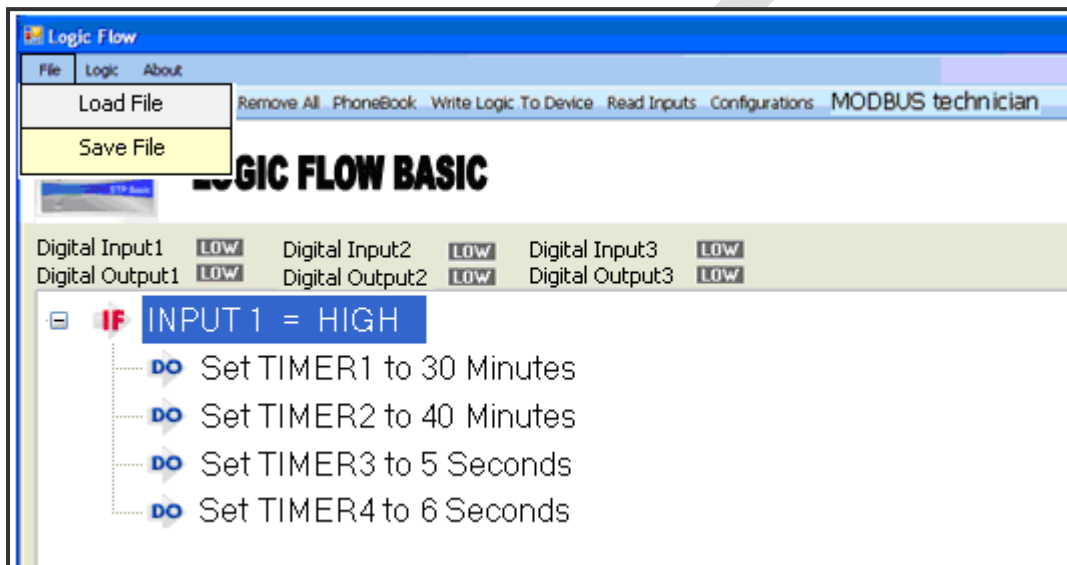 Logic Flow
File Logic About
Load File
Remove All PhoneBook Write Logic To Device Read Inputs Configurations MODBUS technician
Save File
LOGIC FLOW BASIC
STP Basic
Digital Input1 LOW Digital Input2 LOW Digital Input3 LOW
Digital Output1 LOW Digital Output2 LOW Digital Output3 LOW
IF INPUT 1 = HIGH
DO Set TIMER1 to 30 Minutes
DO Set TIMER2 to 40 Minutes
DO Set TIMER3 to 5 Seconds
DO Set TIMER4 to 6 Seconds